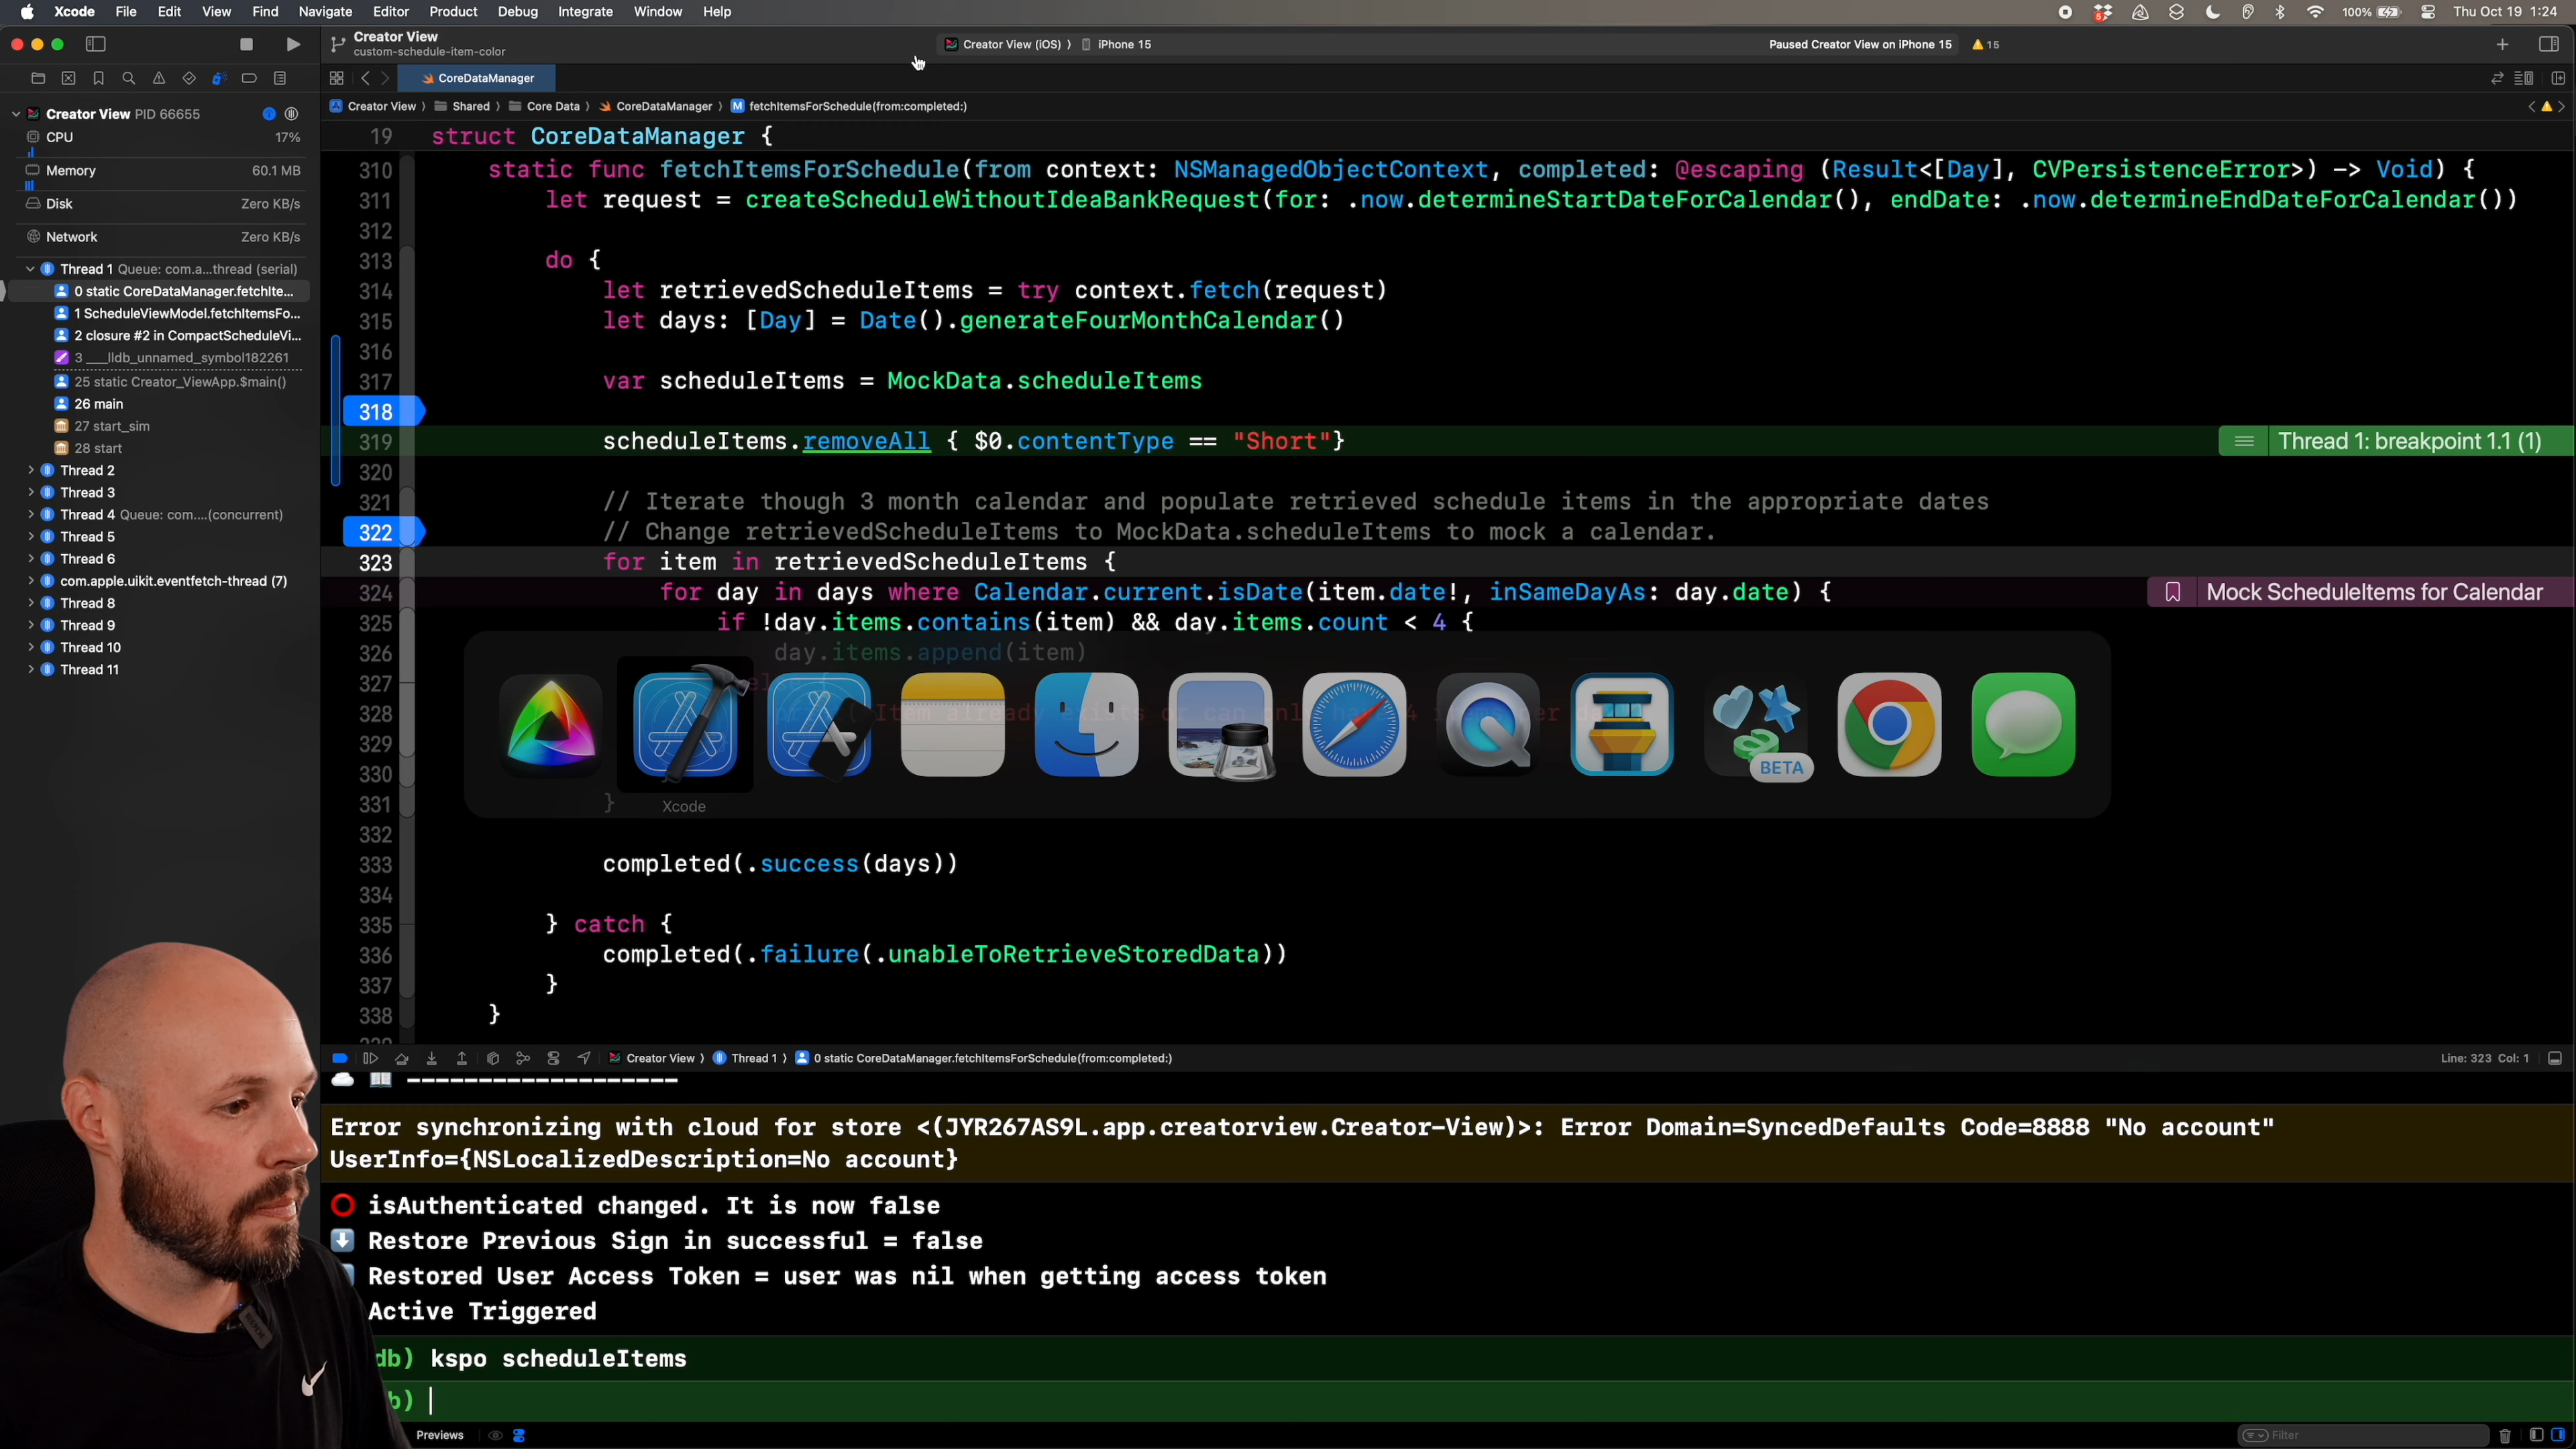 Xcode File Edit View Find Navigate Editor Product Debug Integrate Window Help
5 100% Thu Oct 19 1:24
Creator View
custom-schedule-item-color
Creator View (iOS) 〉 iPhone 15
Paused Creator View on iPhone 15 15
CoreDataManager
Creator View 〉 Shared 〉 Core Data 〉 CoreDataManager 〉 M fetchItemsForSchedule(from:completed:)
Creator View PID 66655
CPU 17%
Memory 60.1 MB
Disk Zero KB/s
Network Zero KB/s
Thread 1 Queue: com.a...thread (serial)
0 static CoreDataManager.fetchIte...
1 ScheduleViewModel.fetchItemsFo...
2 closure #2 in CompactScheduleVi...
3 ___lldb_unnamed_symbol182261
25 static Creator_ViewApp.$main()
26 main
27 start_sim
28 start
Thread 2
Thread 3
Thread 4 Queue: com....(concurrent)
Thread 5
Thread 6
com.apple.uikit.eventfetch-thread (7)
Thread 8
Thread 9
Thread 10
Thread 11
19 struct CoreDataManager {
310 static func fetchItemsForSchedule(from context: NSManagedObjectContext, completed: @escaping (Result<[Day], CVPersistenceError>) -> Void) {
311 let request = createScheduleWithoutIdeaBankRequest(for: .now.determineStartDateForCalendar(), endDate: .now.determineEndDateForCalendar())
312
313 do {
314 let retrievedScheduleItems = try context.fetch(request)
315 let days: [Day] = Date().generateFourMonthCalendar()
316
317 var scheduleItems = MockData.scheduleItems
318
319 scheduleItems.removeAll { $0.contentType == "Short"}
Thread 1: breakpoint 1.1 (1)
320
321 // Iterate though 3 month calendar and populate retrieved schedule items in the appropriate dates
322 // Change retrievedScheduleItems to MockData.scheduleItems to mock a calendar.
323 for item in retrievedScheduleItems {
324 for day in days where Calendar.current.isDate(item.date!, inSameDayAs: day.date) {
Mock ScheduleItems for Calendar
325 if !day.items.contains(item) && day.items.count < 4 {
326 day.items.append(item)
327
328
329
330
BETA
331 }
Xcode
332
333 completed(.success(days))
334
335 } catch {
336 completed(.failure(.unableToRetrieveStoredData))
337 }
338 }
Creator View 〉 Thread 1 〉 0 static CoreDataManager.fetchItemsForSchedule(from:completed:)
Line: 323 Col: 1
-------------------
Error synchronizing with cloud for store <(JYR267AS9L.app.creatorview.Creator-View)>: Error Domain=SyncedDefaults Code=8888 "No account"
UserInfo={NSLocalizedDescription=No account}
isAuthenticated changed. It is now false
Restore Previous Sign in successful = false
Restored User Access Token = user was nil when getting access token
Active Triggered
db) kspo scheduleItems
b)
Previews
Filter